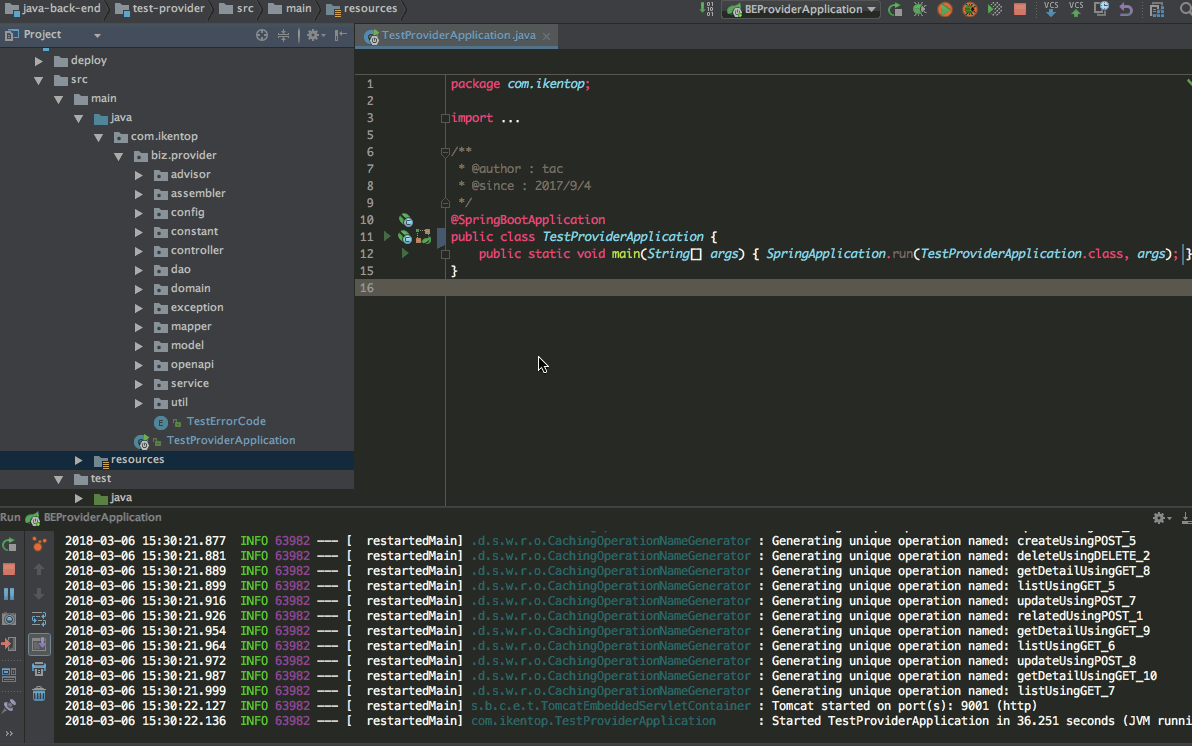 java-back-end test-provider src main resources BEProviderApplication VCS VCS
Project
TestProviderApplication.java
deploy
src
main
java
com.ikentop
biz.provider
advisor
assembler
config
constant
controller
dao
domain
exception
mapper
model
openapi
service
util
TestErrorCode
TestProviderApplication
resources
test
java
1 package com.ikentop;
2
3 import ...
5
6 /**
7 * @author : tac
8 * @since : 2017/9/4
9 */
10 @SpringBootApplication
11 public class TestProviderApplication {
12 public static void main(String[] args) { SpringApplication.run(TestProviderApplication.class, args); }
15 }
16
Run BEProviderApplication
2018-03-06 15:30:21.877 INFO 63982 --- [ restartedMain] .d.s.w.r.o.CachingOperationNameGenerator : Generating unique operation named: createUsingPOST_5
2018-03-06 15:30:21.881 INFO 63982 --- [ restartedMain] .d.s.w.r.o.CachingOperationNameGenerator : Generating unique operation named: deleteUsingDELETE_2
2018-03-06 15:30:21.889 INFO 63982 --- [ restartedMain] .d.s.w.r.o.CachingOperationNameGenerator : Generating unique operation named: getDetailUsingGET_8
2018-03-06 15:30:21.899 INFO 63982 --- [ restartedMain] .d.s.w.r.o.CachingOperationNameGenerator : Generating unique operation named: listUsingGET_5
2018-03-06 15:30:21.916 INFO 63982 --- [ restartedMain] .d.s.w.r.o.CachingOperationNameGenerator : Generating unique operation named: updateUsingPOST_7
2018-03-06 15:30:21.926 INFO 63982 --- [ restartedMain] .d.s.w.r.o.CachingOperationNameGenerator : Generating unique operation named: relatedUsingPOST_1
2018-03-06 15:30:21.954 INFO 63982 --- [ restartedMain] .d.s.w.r.o.CachingOperationNameGenerator : Generating unique operation named: getDetailUsingGET_9
2018-03-06 15:30:21.964 INFO 63982 --- [ restartedMain] .d.s.w.r.o.CachingOperationNameGenerator : Generating unique operation named: listUsingGET_6
2018-03-06 15:30:21.972 INFO 63982 --- [ restartedMain] .d.s.w.r.o.CachingOperationNameGenerator : Generating unique operation named: updateUsingPOST_8
2018-03-06 15:30:21.987 INFO 63982 --- [ restartedMain] .d.s.w.r.o.CachingOperationNameGenerator : Generating unique operation named: getDetailUsingGET_10
2018-03-06 15:30:21.999 INFO 63982 --- [ restartedMain] .d.s.w.r.o.CachingOperationNameGenerator : Generating unique operation named: listUsingGET_7
2018-03-06 15:30:22.127 INFO 63982 --- [ restartedMain] s.b.c.e.t.TomcatEmbeddedServletContainer : Tomcat started on port(s): 9001 (http)
2018-03-06 15:30:22.136 INFO 63982 --- [ restartedMain] com.ikentop.TestProviderApplication : Started TestProviderApplication in 36.251 seconds (JVM runni